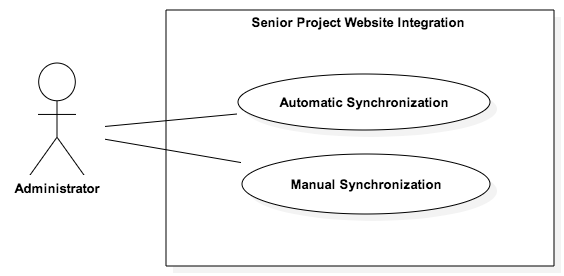 Senior Project Website Integration
Automatic Synchronization
Manual Synchronization
Administrator